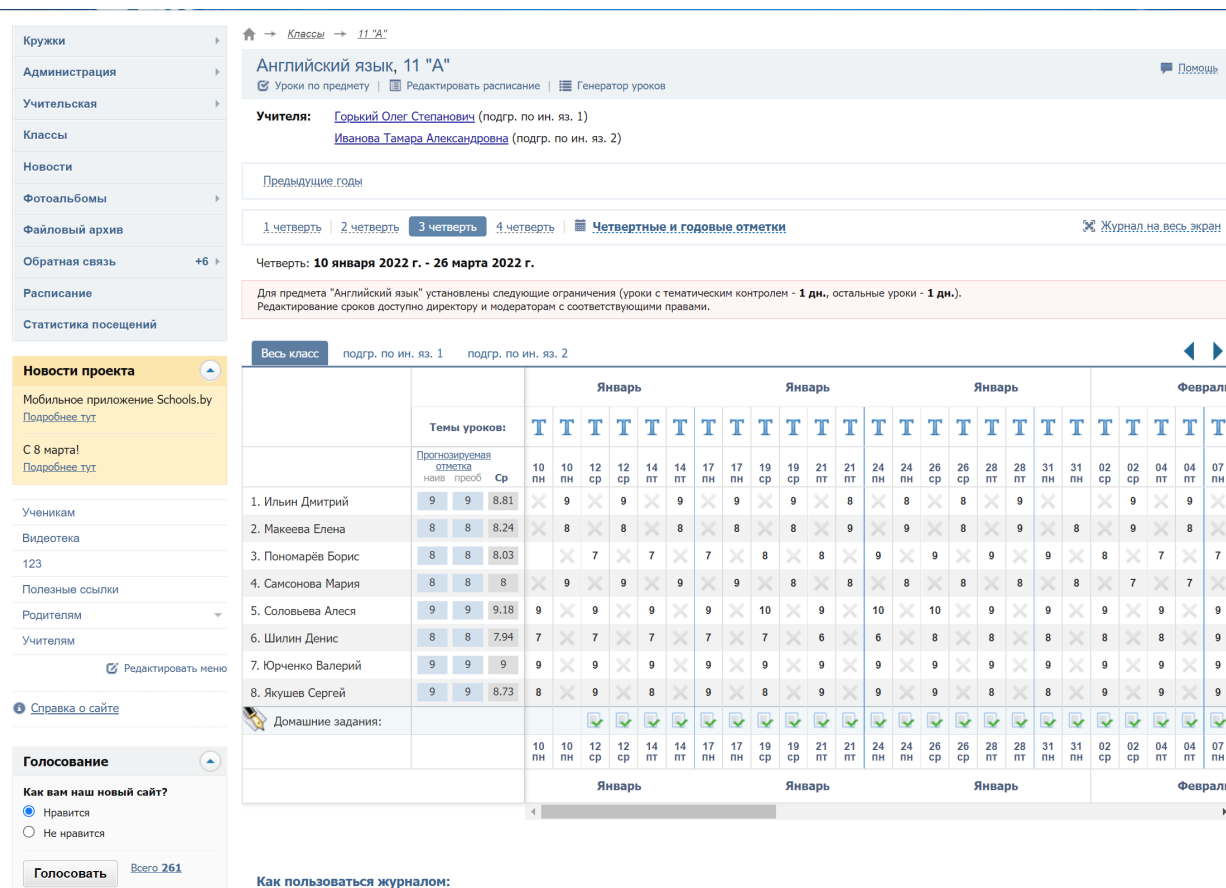 Кружки
Администрация
Учительская
Классы
Новости
Фотоальбомы
Файловый архив
Обратная связь +6
Расписание
Статистика посещений
Новости проекта
Мобильное приложение Schools.by
Подробнее тут
С 8 марта!
Подробнее тут
Ученикам
Видеотека
123
Полезные ссылки
Родителям
Учителям
Редактировать меню
Справка о сайте
Голосование
Как вам наш новый сайт?
Нравится
Не нравится
Голосовать Всего 261
→ Классы → 11 "А"
Английский язык, 11 "А"
Помощь
Уроки по предмету | Редактировать расписание | Генератор уроков
Учителя: Горький Олег Степанович (подгр. по ин. яз. 1)
Иванова Тамара Александровна (подгр. по ин. яз. 2)
Предыдущие годы
1 четверть 2 четверть 3 четверть 4 четверть Четвертные и годовые отметки Журнал на весь экран
Четверть: 10 января 2022 г. - 26 марта 2022 г.
Для предмета "Английский язык" установлены следующие ограничения (уроки с тематическим контролем - 1 дн., остальные уроки - 1 дн.).
Редактирование сроков доступно директору и модераторам с соответствующими правами.
Весь класс подгр. по ин. яз. 1 подгр. по ин. яз. 2
Январь Январь Январь Феврал
Темы уроков: T T T T T T T T T T T T T T T T T T T T T T T T T
Прогнозируемая
отметка
наив преоб Ср
10 10 12 12 14 14 17 17 19 19 21 21 24 24 26 26 28 28 31 31 02 02 04 04 07
пн пн ср ср пт пт пн пн ср ср пт пт пн пн ср ср пт пт пн пн ср ср пт пт пн
1. Ильин Дмитрий 9 9 8.81 9 9 9 9 9 8 8 8 9 9 9
2. Макеева Елена 8 8 8.24 8 8 8 8 8 9 9 8 9 8 9 8
3. Пономарёв Борис 8 8 8.03 7 7 7 8 8 9 9 9 9 8 7 7
4. Самсонова Мария 8 8 8 9 9 9 9 8 8 8 8 8 8 7 7
5. Соловьева Алеся 9 9 9.18 9 9 9 9 10 9 10 10 9 9 9 9 9
6. Шилин Денис 8 8 7.94 7 7 7 7 7 6 6 8 8 8 8 8 9
7. Юрченко Валерий 9 9 9 9 9 9 9 9 9 9 9 9 9 9 9 9
8. Якушев Сергей 9 9 8.73 8 9 8 9 8 9 9 9 8 8 9 9 9
Домашние задания:
10 10 12 12 14 14 17 17 19 19 21 21 24 24 26 26 28 28 31 31 02 02 04 04 07
пн пн ср ср пт пт пн пн ср ср пт пт пн пн ср ср пт пт пн пн ср ср пт пт пн
Январь Январь Январь Феврал
Как пользоваться журналом: